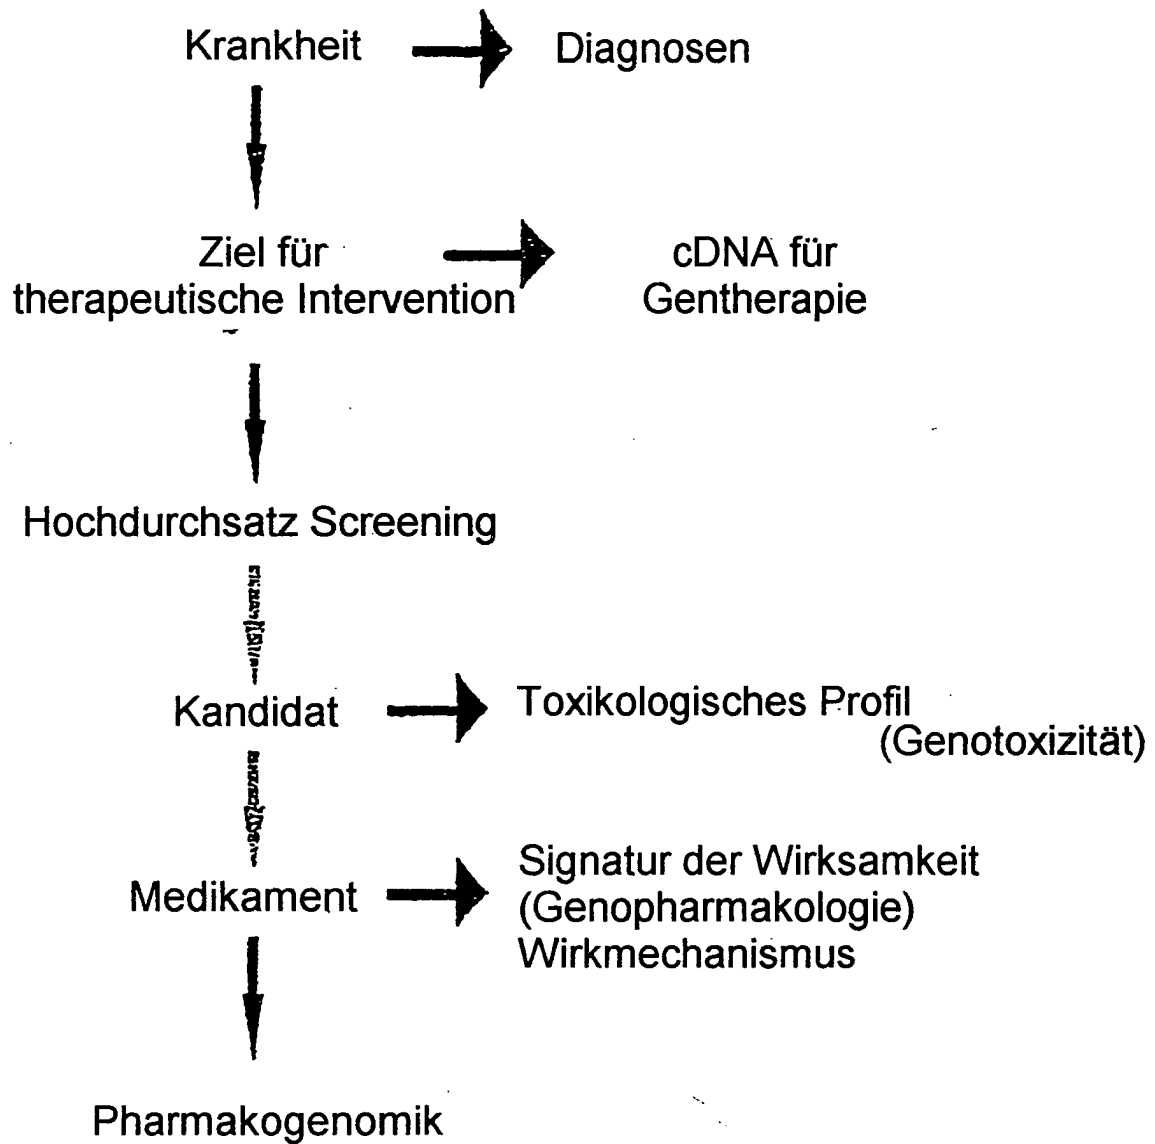 Krankheit
Diagnosen
Ziel für
therapeutische Intervention
cDNA für
Gentherapie
Hochdurchsatz Screening
Kandidat
Toxikologisches Profil
(Genotoxizität)
Medikament
Signatur der Wirksamkeit
(Genopharmakologie)
Wirkmechanismus
Pharmakogenomik